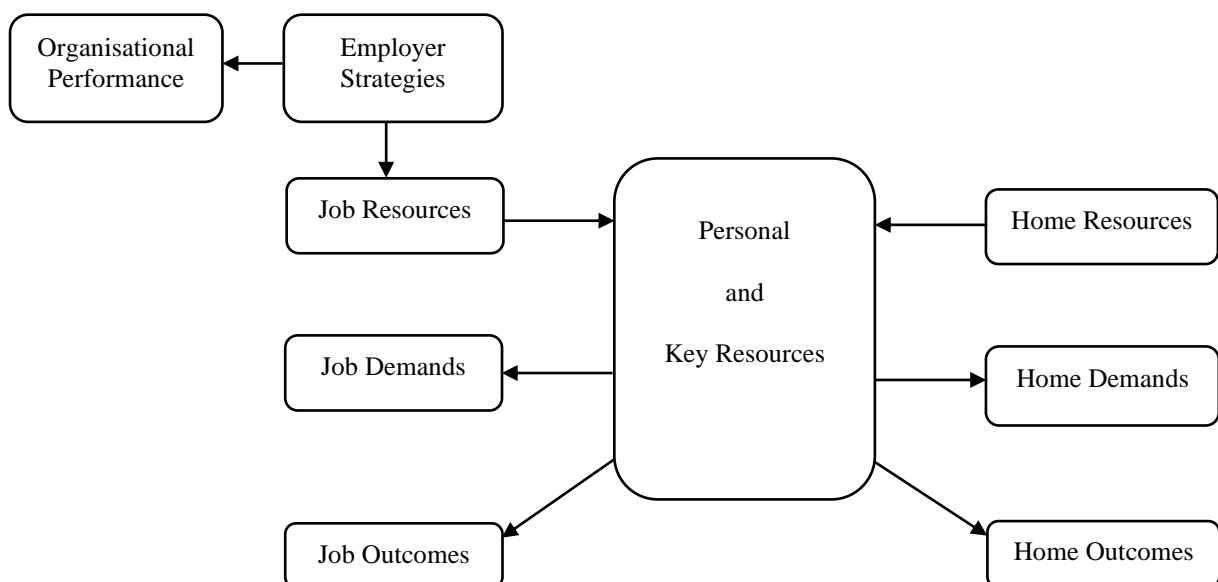 Organisational
Performance
Employer
Strategies
Job Resources
Personal
and
Key Resources
Home Resources
Job Demands
Home Demands
Job Outcomes
Home Outcomes